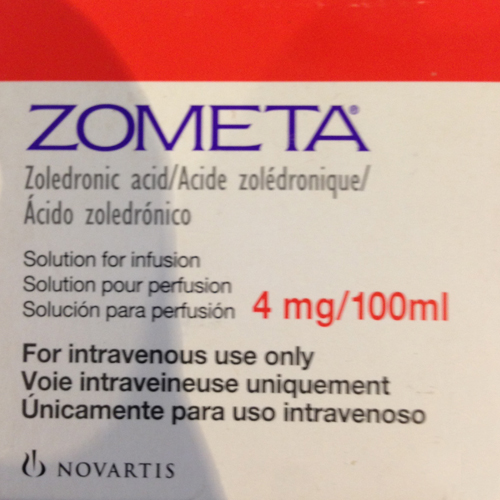 ZOMETA®
Zoledronic acid/Acide zolédronique/
Ácido zoledrónico
Solution for infusion
Solution pour perfusion
Solución para perfusión 4 mg/100ml
For intravenous use only
Voie intraveineuse uniquement
Únicamente para uso intravenoso
NOVARTIS